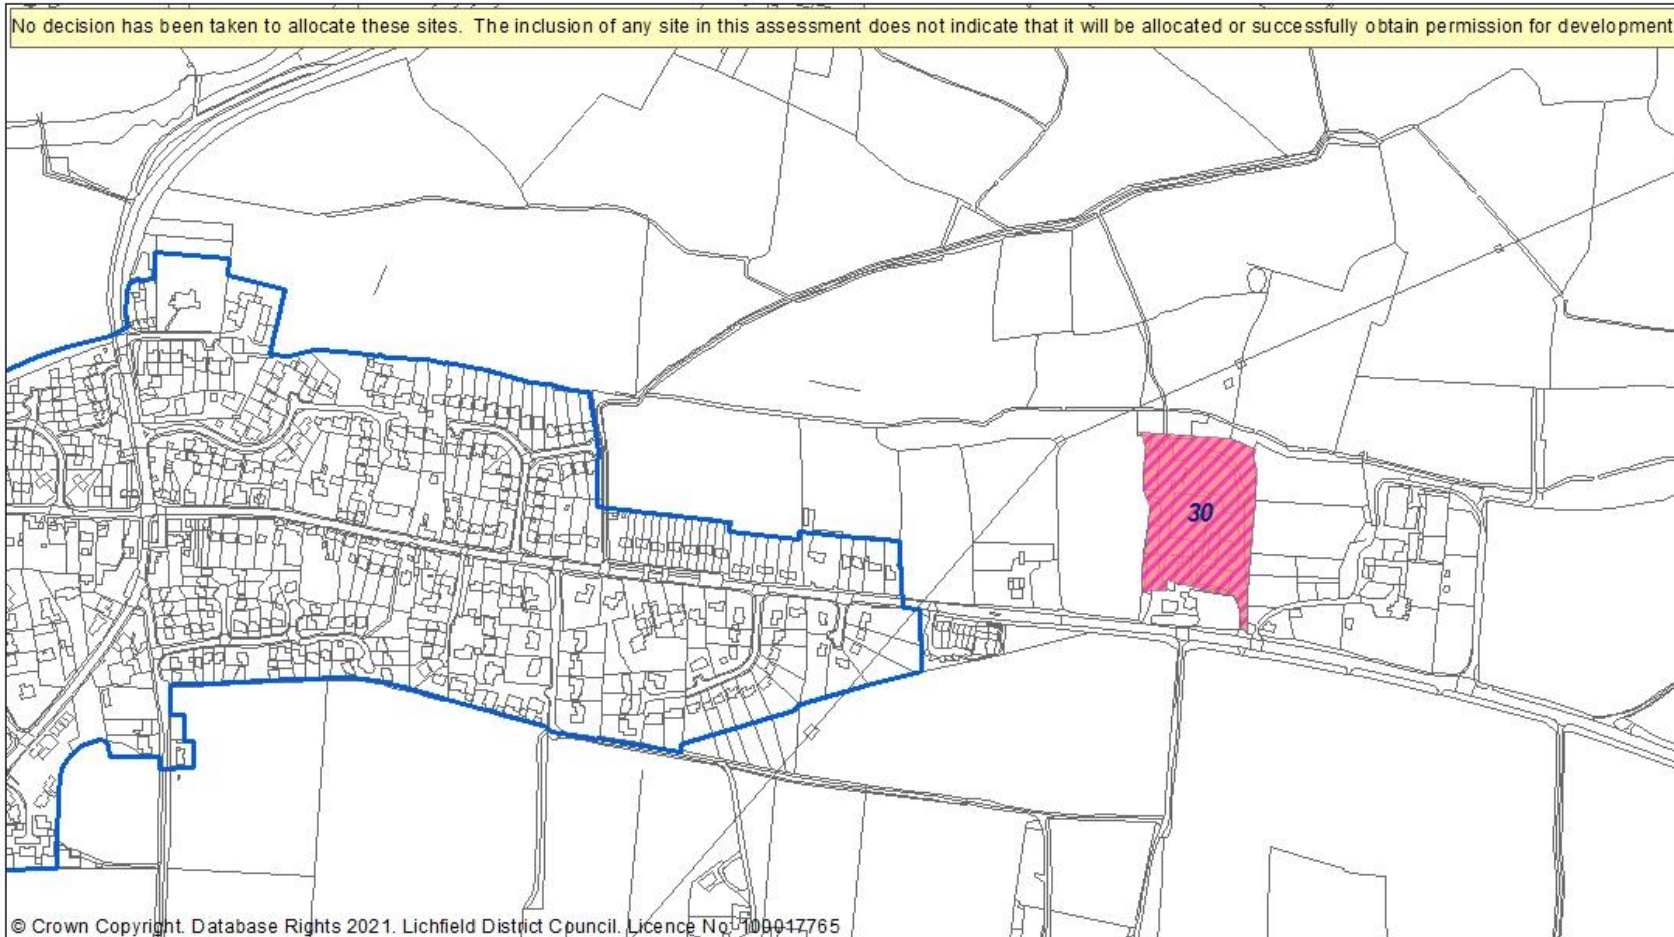 No decision has been taken to allocate these sites. The inclusion of any site in this assessment does not indicate that it will be allocated or successfully obtain permission for development
30
© Crown Copyright. Database Rights 2021. Lichfield District Council. Licence No: 100017765